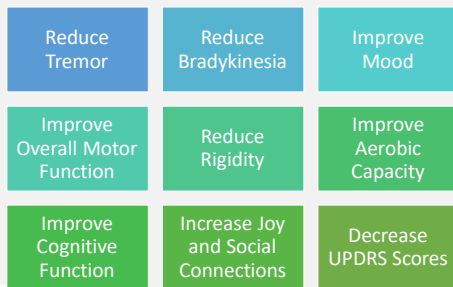 Reduce
Tremor
Reduce
Bradykinesia
Improve
Mood
Improve
Overall Motor
Function
Reduce
Rigidity
Improve
Aerobic
Capacity
Improve
Cognitive
Function
Increase Joy
and Social
Connections
Decrease
UPDRS Scores